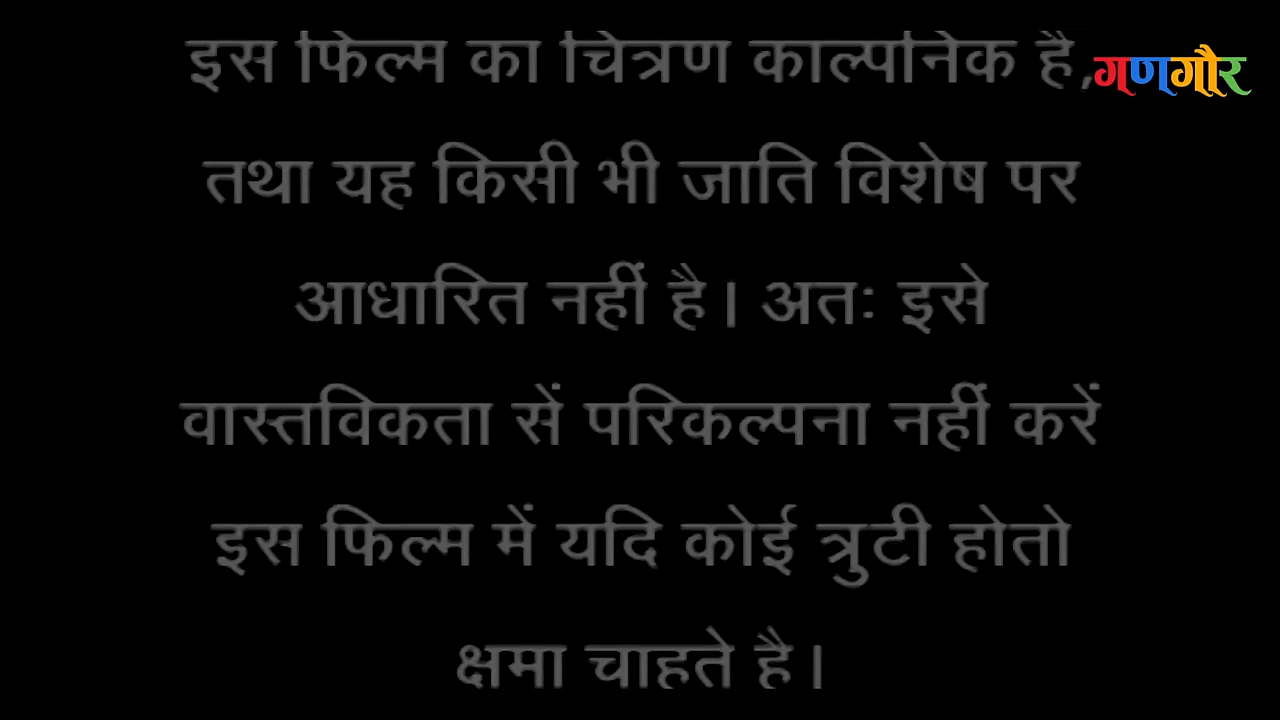 इस फिल्म का चित्रण काल्पनिक है,
गणगौर
तथा यह किसी भी जाति विशेष पर
आधारित नहीं है। अतः इसे
वास्तविकता सें परिकल्पना नहीं करें
इस फिल्म में यदि कोई त्रुटी होतो
क्षमा चाहते है।